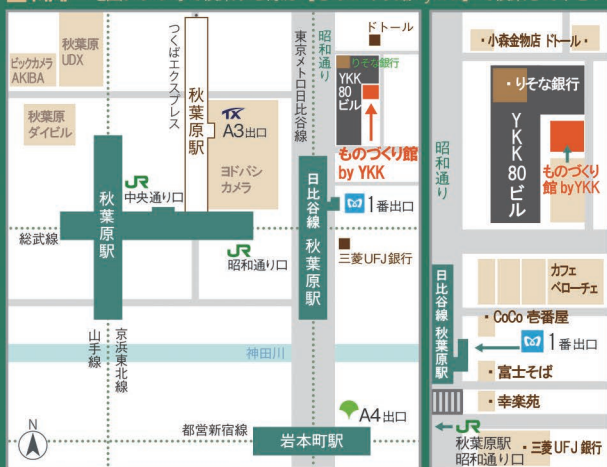 ビックカメラ
AKIBA
秋葉原
UDX
つくばエクスプレス
秋葉原駅
東京メトロ日比谷線
昭和通り
ドトール
りそな銀行
YKK
80
ビル
秋葉原
ダイビル
TX
A3出口
ヨドバシ
カメラ
ものづくり館
by YKK
JR
中央通り口
秋葉原駅
日比谷線 秋葉原駅
1番出口
総武線
JR
昭和通り口
三菱UFJ銀行
山手線
京浜東北線
神田川
N
都営新宿線
岩本町駅
A4出口
・小森金物店 ドトール・
・りそな銀行
昭和通り
YKK80ビル
ものづくり
館 by YKK
カフェ
ベローチェ
日比谷線 秋葉原駅
・CoCo 壱番屋
1番出口
・富士そば
・幸楽苑
JR
秋葉原駅
昭和通り口
・三菱UFJ 銀行